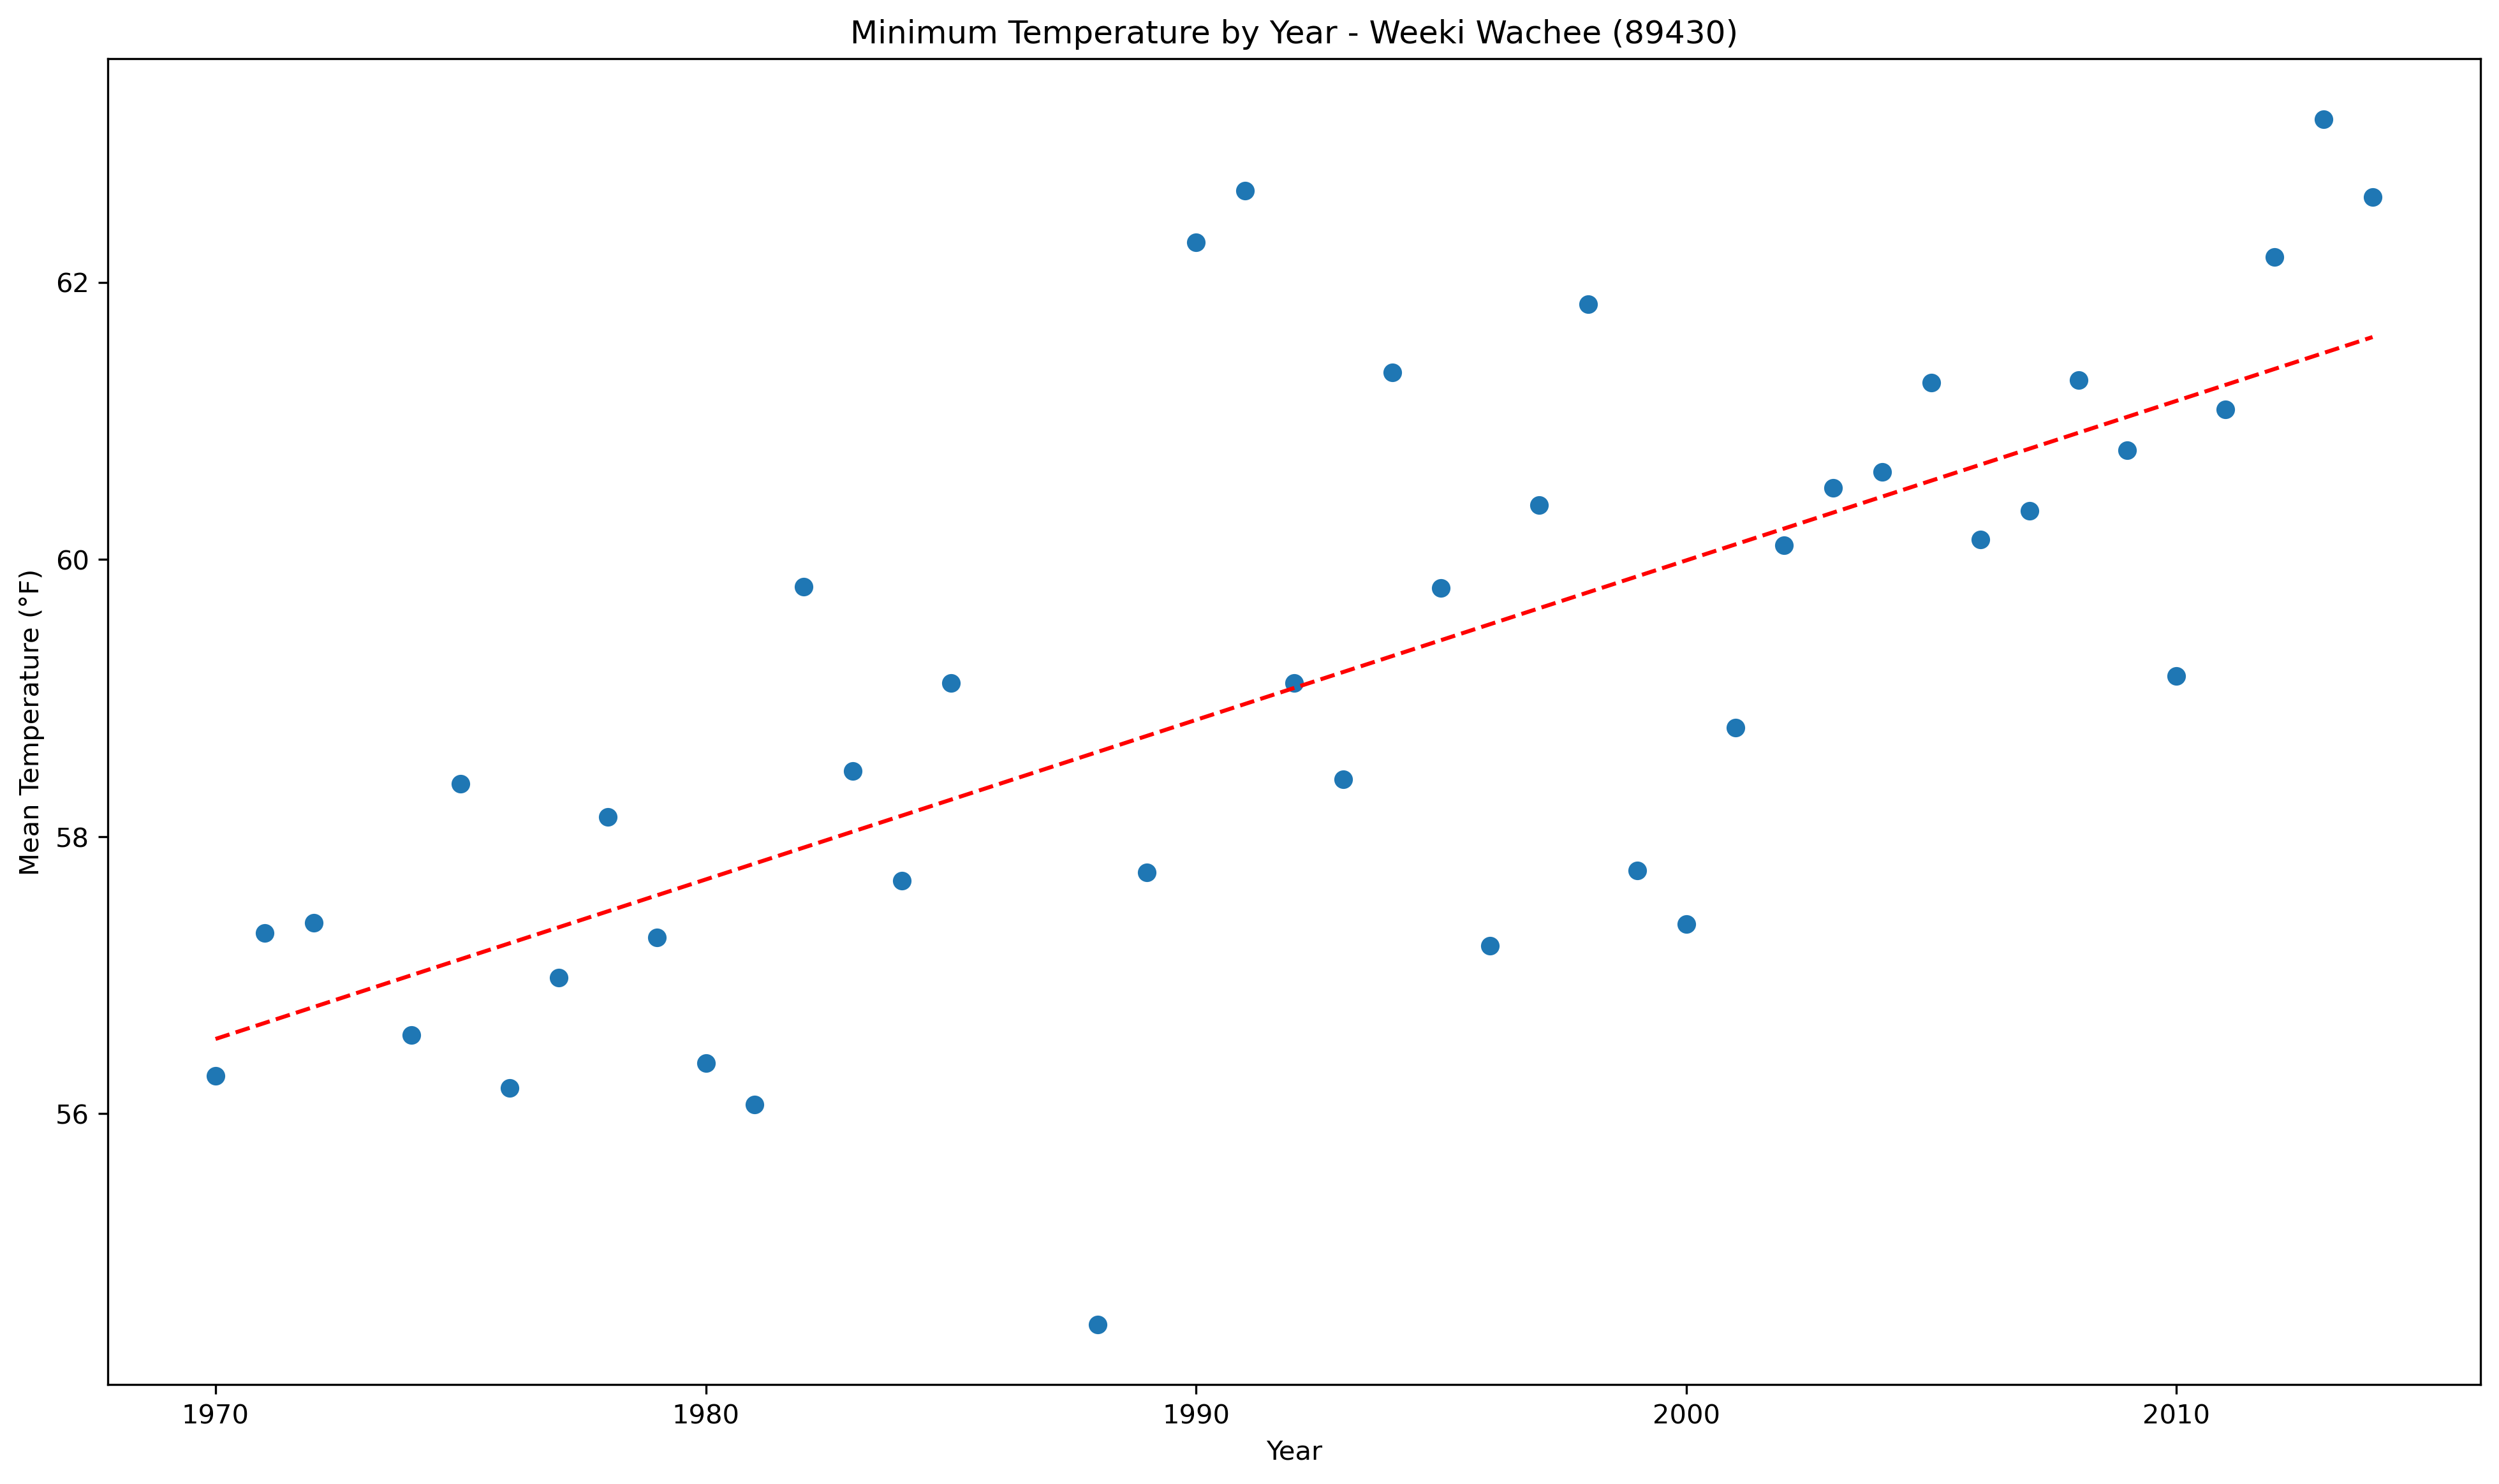 Minimum Temperature by Year - Weeki Wachee (89430)
Mean Temperature (°F)
62
60
58
56
1970 1980 1990 2000 2010
Year